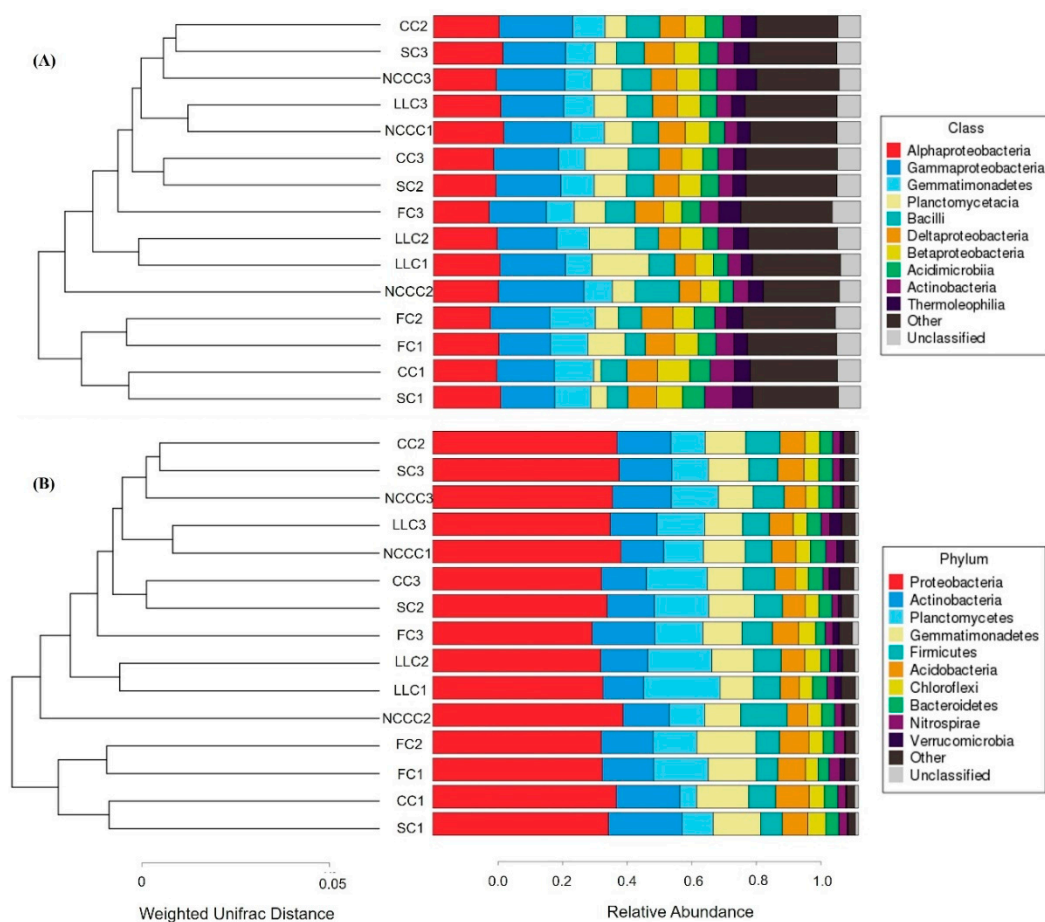 (A)
CC2
SC3
NCCC3
LLC3
NCCC1
CC3
SC2
FC3
LLC2
LLC1
NCCC2
FC2
FC1
CC1
SC1
Class
Alphaproteobacteria
Gammaproteobacteria
Gemmatimonadetes
Planctomycetacia
Bacilli
Deltaproteobacteria
Betaproteobacteria
Acidimicrobiia
Actinobacteria
Thermoleophilia
Other
Unclassified
(B)
CC2
SC3
NCCC3
LLC3
NCCC1
CC3
SC2
FC3
LLC2
LLC1
NCCC2
FC2
FC1
CC1
SC1
Phylum
Proteobacteria
Actinobacteria
Planctomycetes
Gemmatimonadetes
Firmicutes
Acidobacteria
Chloroflexi
Bacteroidetes
Nitrospirae
Verrucomicrobia
Other
Unclassified
0 0.05
Weighted Unifrac Distance
0.0 0.2 0.4 0.6 0.8 1.0
Relative Abundance